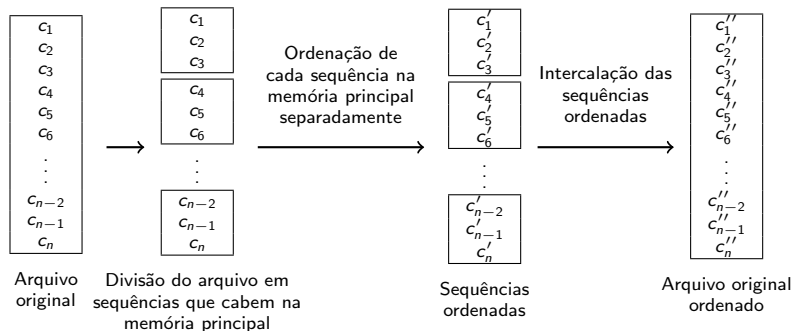 c1
c2
c3
c4
c5
c6
. . .
cn−2
cn−1
cn
Arquivo
original
c1
c2
c3
c4
c5
c6
. . .
cn−2
cn−1
cn
Divisão do arquivo em
sequências que cabem na
memória principal
Ordenação de
cada sequência na
memória principal
separadamente
c′1
c′2
c′3
c′4
c′5
c′6
. . .
c′n−2
c′n−1
c′n
Sequências
ordenadas
Intercalação das
sequências
ordenadas
c′′1
c′′2
c′′3
c′′4
c′′5
c′′6
. . .
c′′n−2
c′′n−1
c′′n
Arquivo original
ordenado